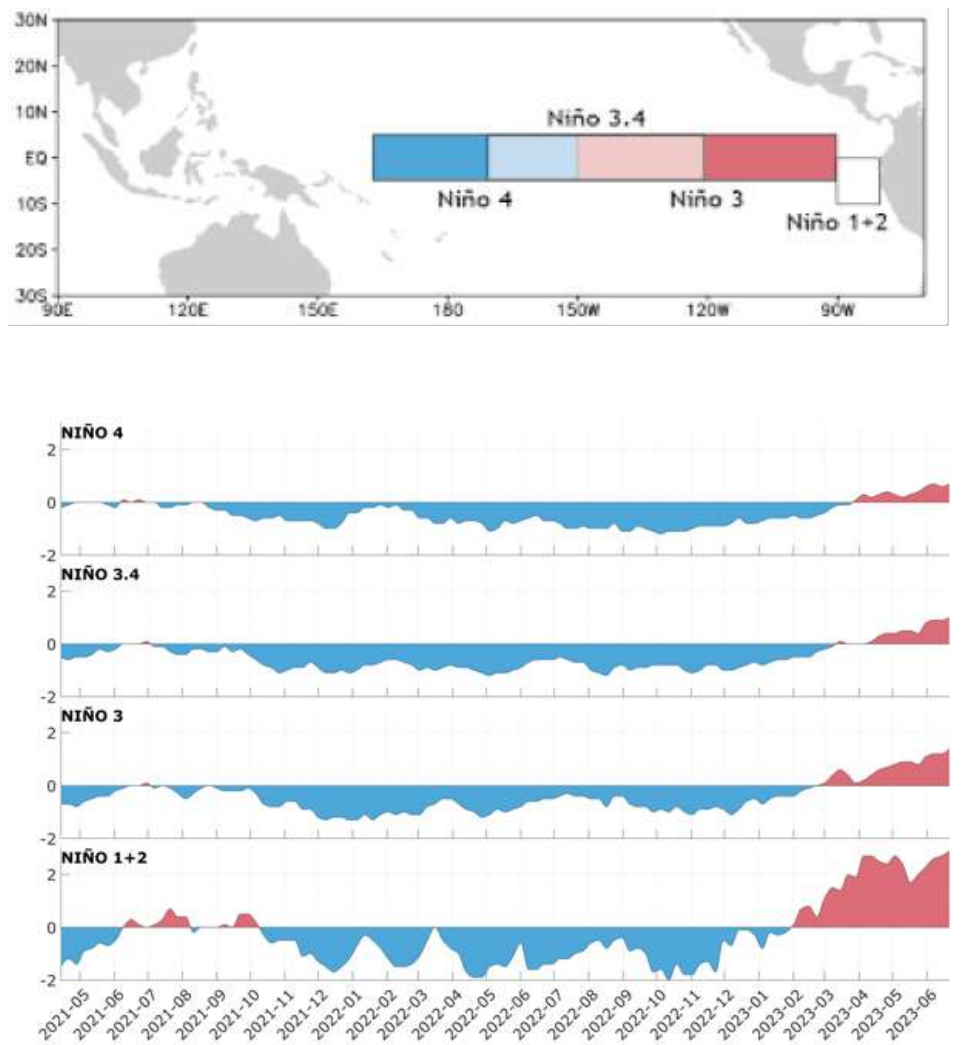 30N
20N
10N
EQ
10S
20S
30S
Niño 3.4
Niño 4
Niño 3
Niño 1+2
90E 120E 150E 180 150W 120W 90W
NIÑO 4
2
0
-2
NIÑO 3.4
2
0
-2
NIÑO 3
2
0
-2
NIÑO 1+2
2
0
-2
2021-05 2021-06 2021-07 2021-08 2021-09 2021-10 2021-11 2021-12 2022-01 2022-02 2022-03 2022-04 2022-05 2022-06 2022-07 2022-08 2022-09 2022-10 2022-11 2022-12 2023-01 2023-02 2023-03 2023-04 2023-05 2023-06